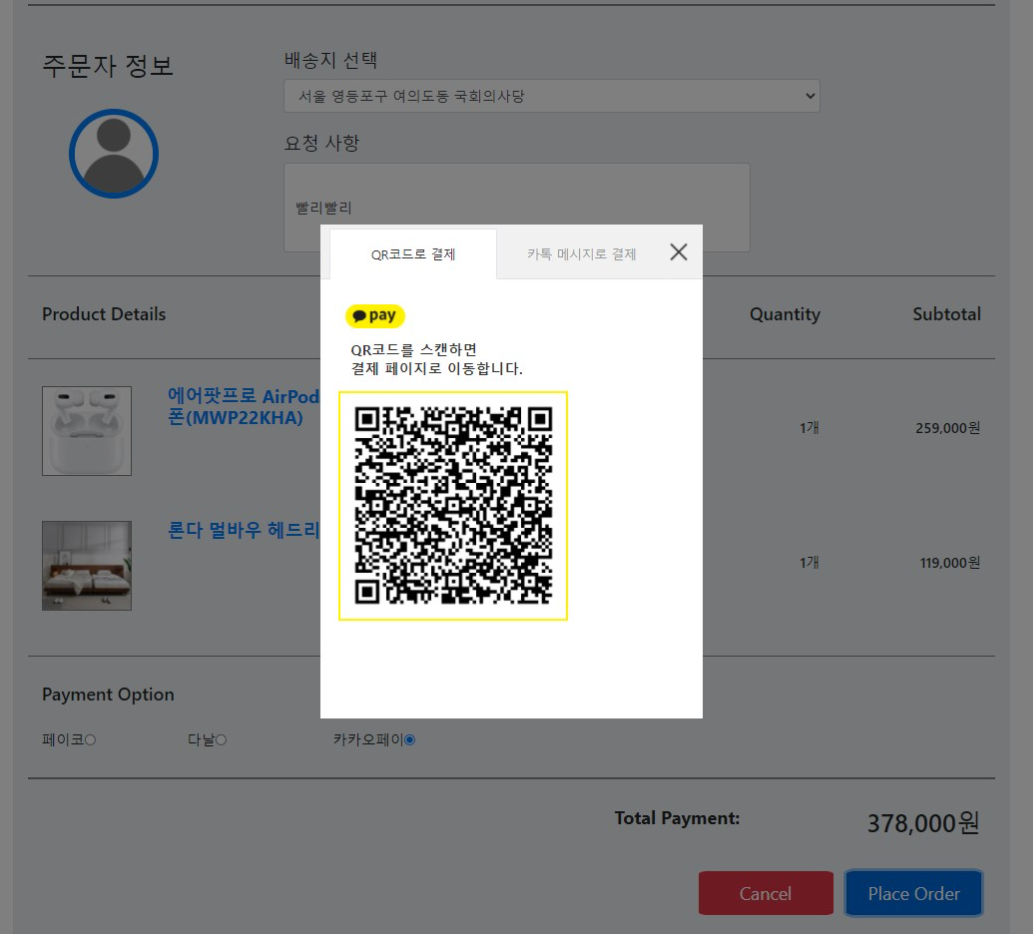 주문자 정보
배송지 선택
서울 영등포구 여의도동 국회의사당
요청 사항
빨리빨리
QR코드로 결제
카톡 메시지로 결제
pay
QR코드를 스캔하면
결제 페이지로 이동합니다.
Product Details
Quantity
Subtotal
에어팟프로 AirPod
폰(MWP22KHA)
1개
259,000원
론다 멀바우 헤드리
1개
119,000원
Payment Option
페이코
다날
카카오페이
Total Payment:
378,000원
Cancel
Place Order